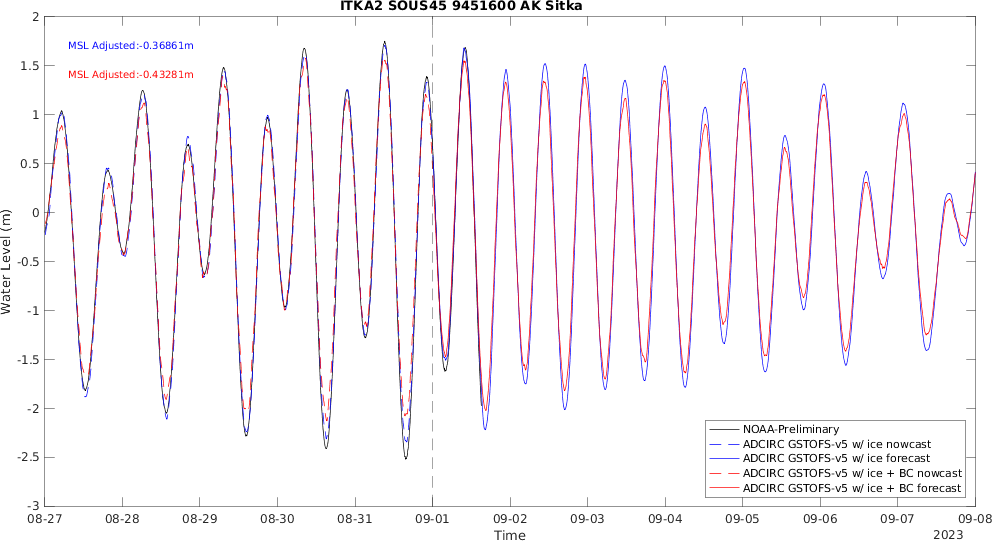 ITKA2 SOUS45 9451600 AK Sitka
MSL Adjusted:-0.36861m
MSL Adjusted:-0.43281m
Water Level (m)
2
1.5
1
0.5
0
-0.5
-1
-1.5
-2
-2.5
-3
NOAA-Preliminary
ADCIRC GSTOFS-v5 w/ ice nowcast
ADCIRC GSTOFS-v5 w/ ice forecast
ADCIRC GSTOFS-v5 w/ ice + BC nowcast
ADCIRC GSTOFS-v5 w/ ice + BC forecast
08-27 08-28 08-29 08-30 08-31 09-01 09-02 09-03 09-04 09-05 09-06 09-07 09-08
Time
2023